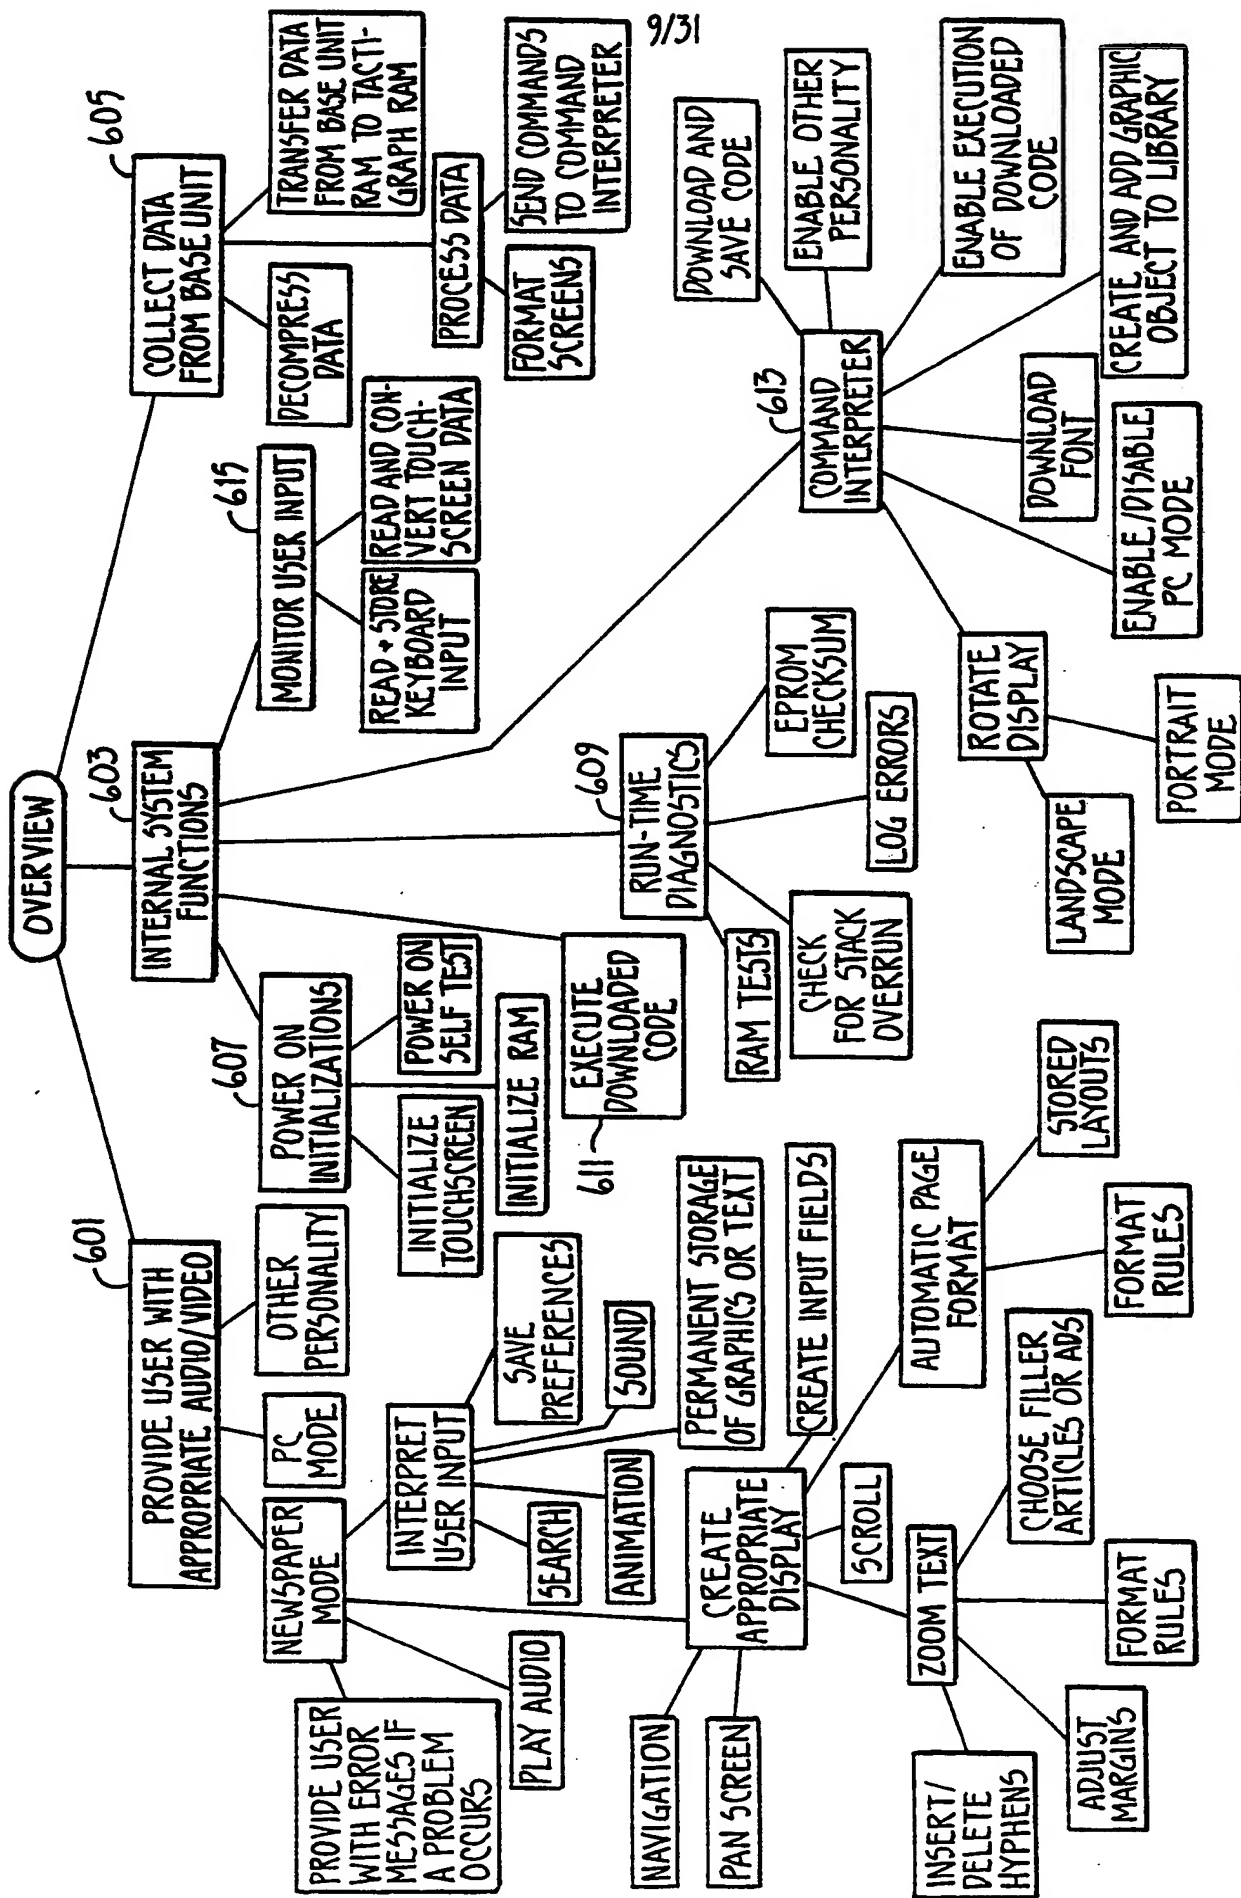 9/31
OVERVIEW
601
PROVIDE USER WITH
APPROPRIATE AUDIO/VIDEO
603
INTERNAL SYSTEM
FUNCTIONS
605
COLLECT DATA
FROM BASE UNIT
NEWSPAPER
MODE
PC
MODE
OTHER
PERSONALITY
607
POWER ON
INITIALIZATIONS
615
MONITOR USER INPUT
DECOMPRESS
DATA
TRANSFER DATA
FROM BASE UNIT
RAM TO TACTI-
GRAPH RAM
PROVIDE USER
WITH ERROR
MESSAGES IF
A PROBLEM
OCCURS
PLAY AUDIO
INTERPRET
USER INPUT
INITIALIZE
TOUCHSCREEN
POWER ON
SELF TEST
INITIALIZE RAM
READ + STORE
KEYBOARD
INPUT
READ AND CON-
VERT TOUCH-
SCREEN DATA
PROCESS DATA
FORMAT
SCREENS
SEND COMMANDS
TO COMMAND
INTERPRETER
SEARCH
ANIMATION
SAVE
PREFERENCES
SOUND
PERMANENT STORAGE
OF GRAPHICS OR TEXT
611
EXECUTE
DOWNLOADED
CODE
609
RUN-TIME
DIAGNOSTICS
RAM TESTS
CHECK
FOR STACK
OVERRUN
LOG ERRORS
EPROM
CHECKSUM
613
COMMAND
INTERPRETER
DOWNLOAD AND
SAVE CODE
ENABLE OTHER
PERSONALITY
ENABLE EXECUTION
OF DOWNLOADED
CODE
CREATE AND ADD GRAPHIC
OBJECT TO LIBRARY
DOWNLOAD
FONT
ENABLE/DISABLE
PC MODE
ROTATE
DISPLAY
LANDSCAPE
MODE
PORTRAIT
MODE
NAVIGATION
PAN SCREEN
CREATE
APPROPRIATE
DISPLAY
CREATE INPUT FIELDS
SCROLL
ZOOM TEXT
AUTOMATIC PAGE
FORMAT
INSERT/
DELETE
HYPHENS
ADJUST
MARGINS
FORMAT
RULES
CHOOSE FILLER
ARTICLES OR ADS
FORMAT
RULES
STORED
LAYOUTS